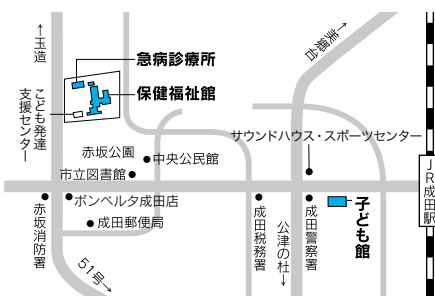 ←玉造
急病診療所
保健福祉館
こども発達
支援センター
←美郷台
赤坂公園
中央公民館
市立図書館
サウンドハウス・スポーツセンター
ボンベルタ成田店
成田郵便局
赤坂消防署
51号→
成田税務署
公津の杜→
成田警察署
子ども館
JR成田駅